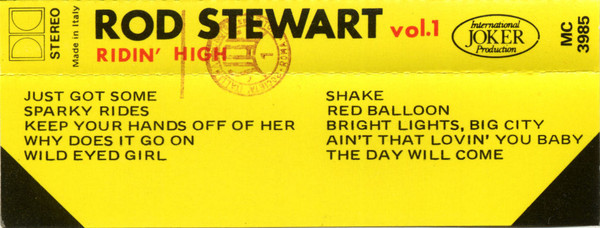 STEREO
Made in Italy
ROD STEWART vol.1
RIDIN' HIGH
International
JOKER
Production
MC
3985
JUST GOT SOME
SPARKY RIDES
KEEP YOUR HANDS OFF OF HER
WHY DOES IT GO ON
WILD EYED GIRL
SHAKE
RED BALLOON
BRIGHT LIGHTS, BIG CITY
AIN'T THAT LOVIN' YOU BABY
THE DAY WILL COME